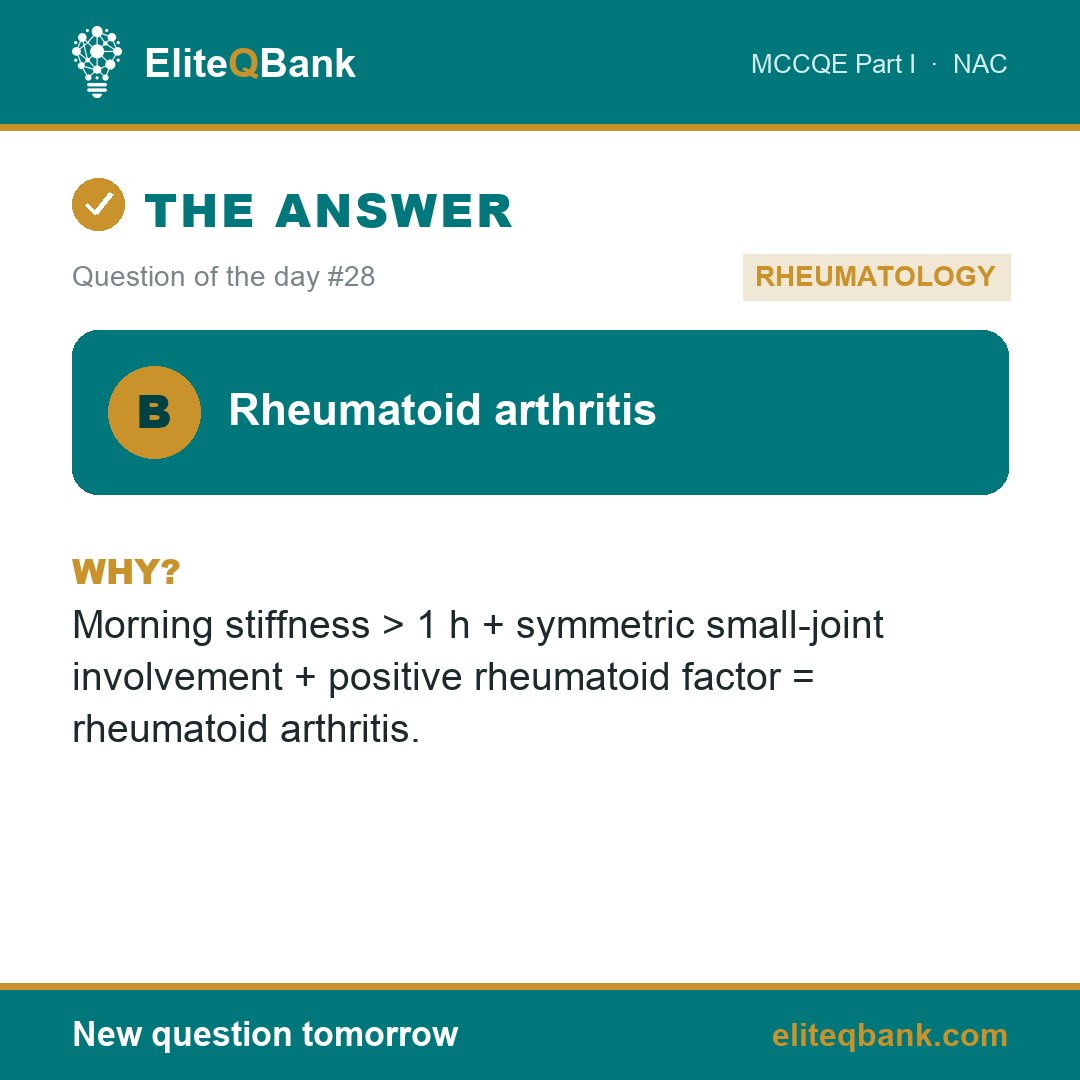 EliteQBank
MCCQE Part I · NAC
THE ANSWER
Question of the day #28
RHEUMATOLOGY
B
Rheumatoid arthritis
WHY?
Morning stiffness > 1 h + symmetric small-joint
involvement + positive rheumatoid factor =
rheumatoid arthritis.
New question tomorrow
eliteqbank.com